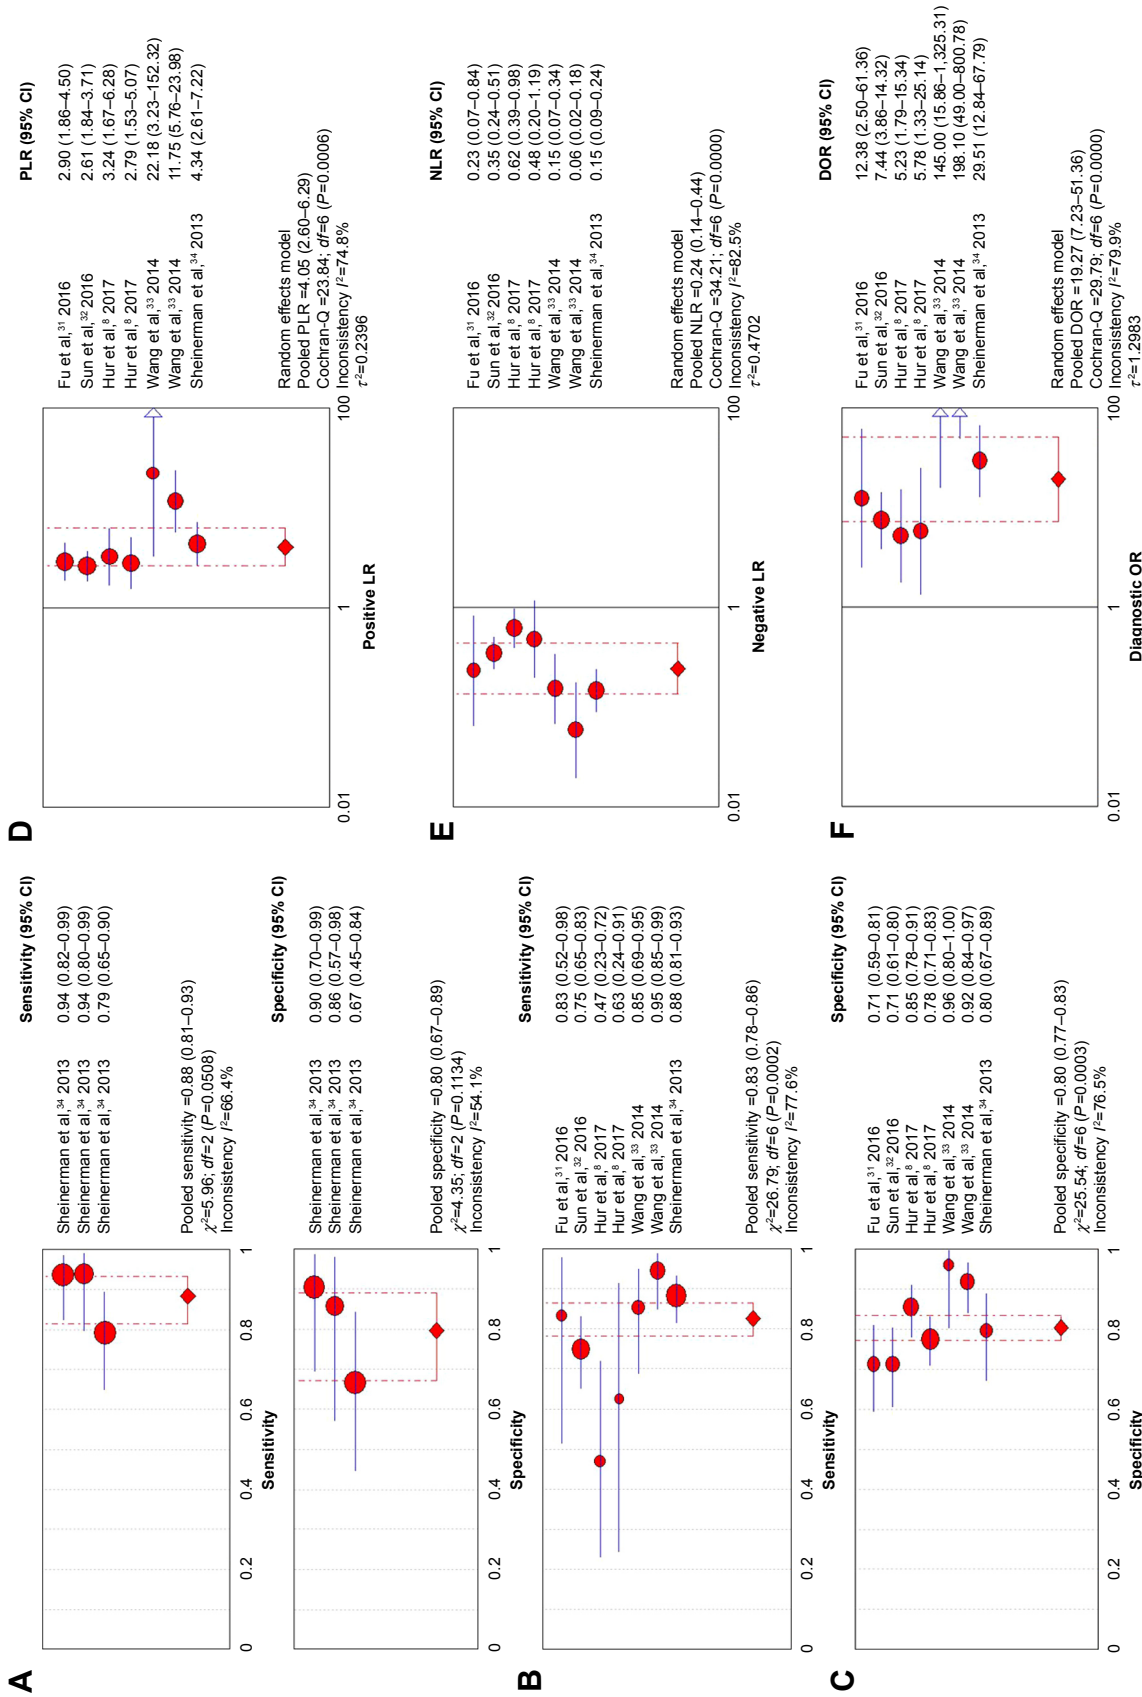 A
Sensitivity (95% CI)
Sheinerman et al,³⁴ 2013 0.94 (0.82–0.99)
Sheinerman et al,³⁴ 2013 0.94 (0.80–0.99)
Sheinerman et al,³⁴ 2013 0.79 (0.65–0.90)
Pooled sensitivity =0.88 (0.81–0.93)
χ²=5.96; df=2 (P=0.0508)
Inconsistency I²=66.4%
0 0.2 0.4 0.6 0.8 1
Sensitivity
Specificity (95% CI)
Sheinerman et al,³⁴ 2013 0.90 (0.70–0.99)
Sheinerman et al,³⁴ 2013 0.86 (0.57–0.98)
Sheinerman et al,³⁴ 2013 0.67 (0.45–0.84)
Pooled specificity =0.80 (0.67–0.89)
χ²=4.35; df=2 (P=0.1134)
Inconsistency I²=54.1%
0 0.2 0.4 0.6 0.8 1
Specificity
B
Sensitivity (95% CI)
Fu et al,³¹ 2016 0.83 (0.52–0.98)
Sun et al,³² 2016 0.75 (0.65–0.83)
Hur et al,⁸ 2017 0.47 (0.23–0.72)
Hur et al,⁸ 2017 0.63 (0.24–0.91)
Wang et al,³³ 2014 0.85 (0.69–0.95)
Wang et al,³³ 2014 0.95 (0.85–0.99)
Sheinerman et al,³⁴ 2013 0.88 (0.81–0.93)
Pooled sensitivity =0.83 (0.78–0.86)
χ²=26.79; df=6 (P=0.0002)
Inconsistency I²=77.6%
0 0.2 0.4 0.6 0.8 1
Sensitivity
C
Specificity (95% CI)
Fu et al,³¹ 2016 0.71 (0.59–0.81)
Sun et al,³² 2016 0.71 (0.61–0.80)
Hur et al,⁸ 2017 0.85 (0.78–0.91)
Hur et al,⁸ 2017 0.78 (0.71–0.83)
Wang et al,³³ 2014 0.96 (0.80–1.00)
Wang et al,³³ 2014 0.92 (0.84–0.97)
Sheinerman et al,³⁴ 2013 0.80 (0.67–0.89)
Pooled specificity =0.80 (0.77–0.83)
χ²=25.54; df=6 (P=0.0003)
Inconsistency I²=76.5%
0 0.2 0.4 0.6 0.8 1
Specificity
D
PLR (95% CI)
Fu et al,³¹ 2016 2.90 (1.86–4.50)
Sun et al,³² 2016 2.61 (1.84–3.71)
Hur et al,⁸ 2017 3.24 (1.67–6.28)
Hur et al,⁸ 2017 2.79 (1.53–5.07)
Wang et al,³³ 2014 22.18 (3.23–152.32)
Wang et al,³³ 2014 11.75 (5.76–23.98)
Sheinerman et al,³⁴ 2013 4.34 (2.61–7.22)
Random effects model
Pooled PLR =4.05 (2.60–6.29)
Cochran-Q =23.84; df=6 (P=0.0006)
Inconsistency I²=74.8%
τ²=0.2396
0.01 1 100
Positive LR
E
NLR (95% CI)
Fu et al,³¹ 2016 0.23 (0.07–0.84)
Sun et al,³² 2016 0.35 (0.24–0.51)
Hur et al,⁸ 2017 0.62 (0.39–0.98)
Hur et al,⁸ 2017 0.48 (0.20–1.19)
Wang et al,³³ 2014 0.15 (0.07–0.34)
Wang et al,³³ 2014 0.06 (0.02–0.18)
Sheinerman et al,³⁴ 2013 0.15 (0.09–0.24)
Random effects model
Pooled NLR =0.24 (0.14–0.44)
Cochran-Q =34.21; df=6 (P=0.0000)
Inconsistency I²=82.5%
τ²=0.4702
0.01 1 100
Negative LR
F
DOR (95% CI)
Fu et al,³¹ 2016 12.38 (2.50–61.36)
Sun et al,³² 2016 7.44 (3.86–14.32)
Hur et al,⁸ 2017 5.23 (1.79–15.34)
Hur et al,⁸ 2017 5.78 (1.33–25.14)
Wang et al,³³ 2014 145.00 (15.86–1,325.31)
Wang et al,³³ 2014 198.10 (49.00–800.78)
Sheinerman et al,³⁴ 2013 29.51 (12.84–67.79)
Random effects model
Pooled DOR =19.27 (7.23–51.36)
Cochran-Q =29.79; df=6 (P=0.0000)
Inconsistency I²=79.9%
τ²=1.2983
0.01 1 100
Diagnostic OR